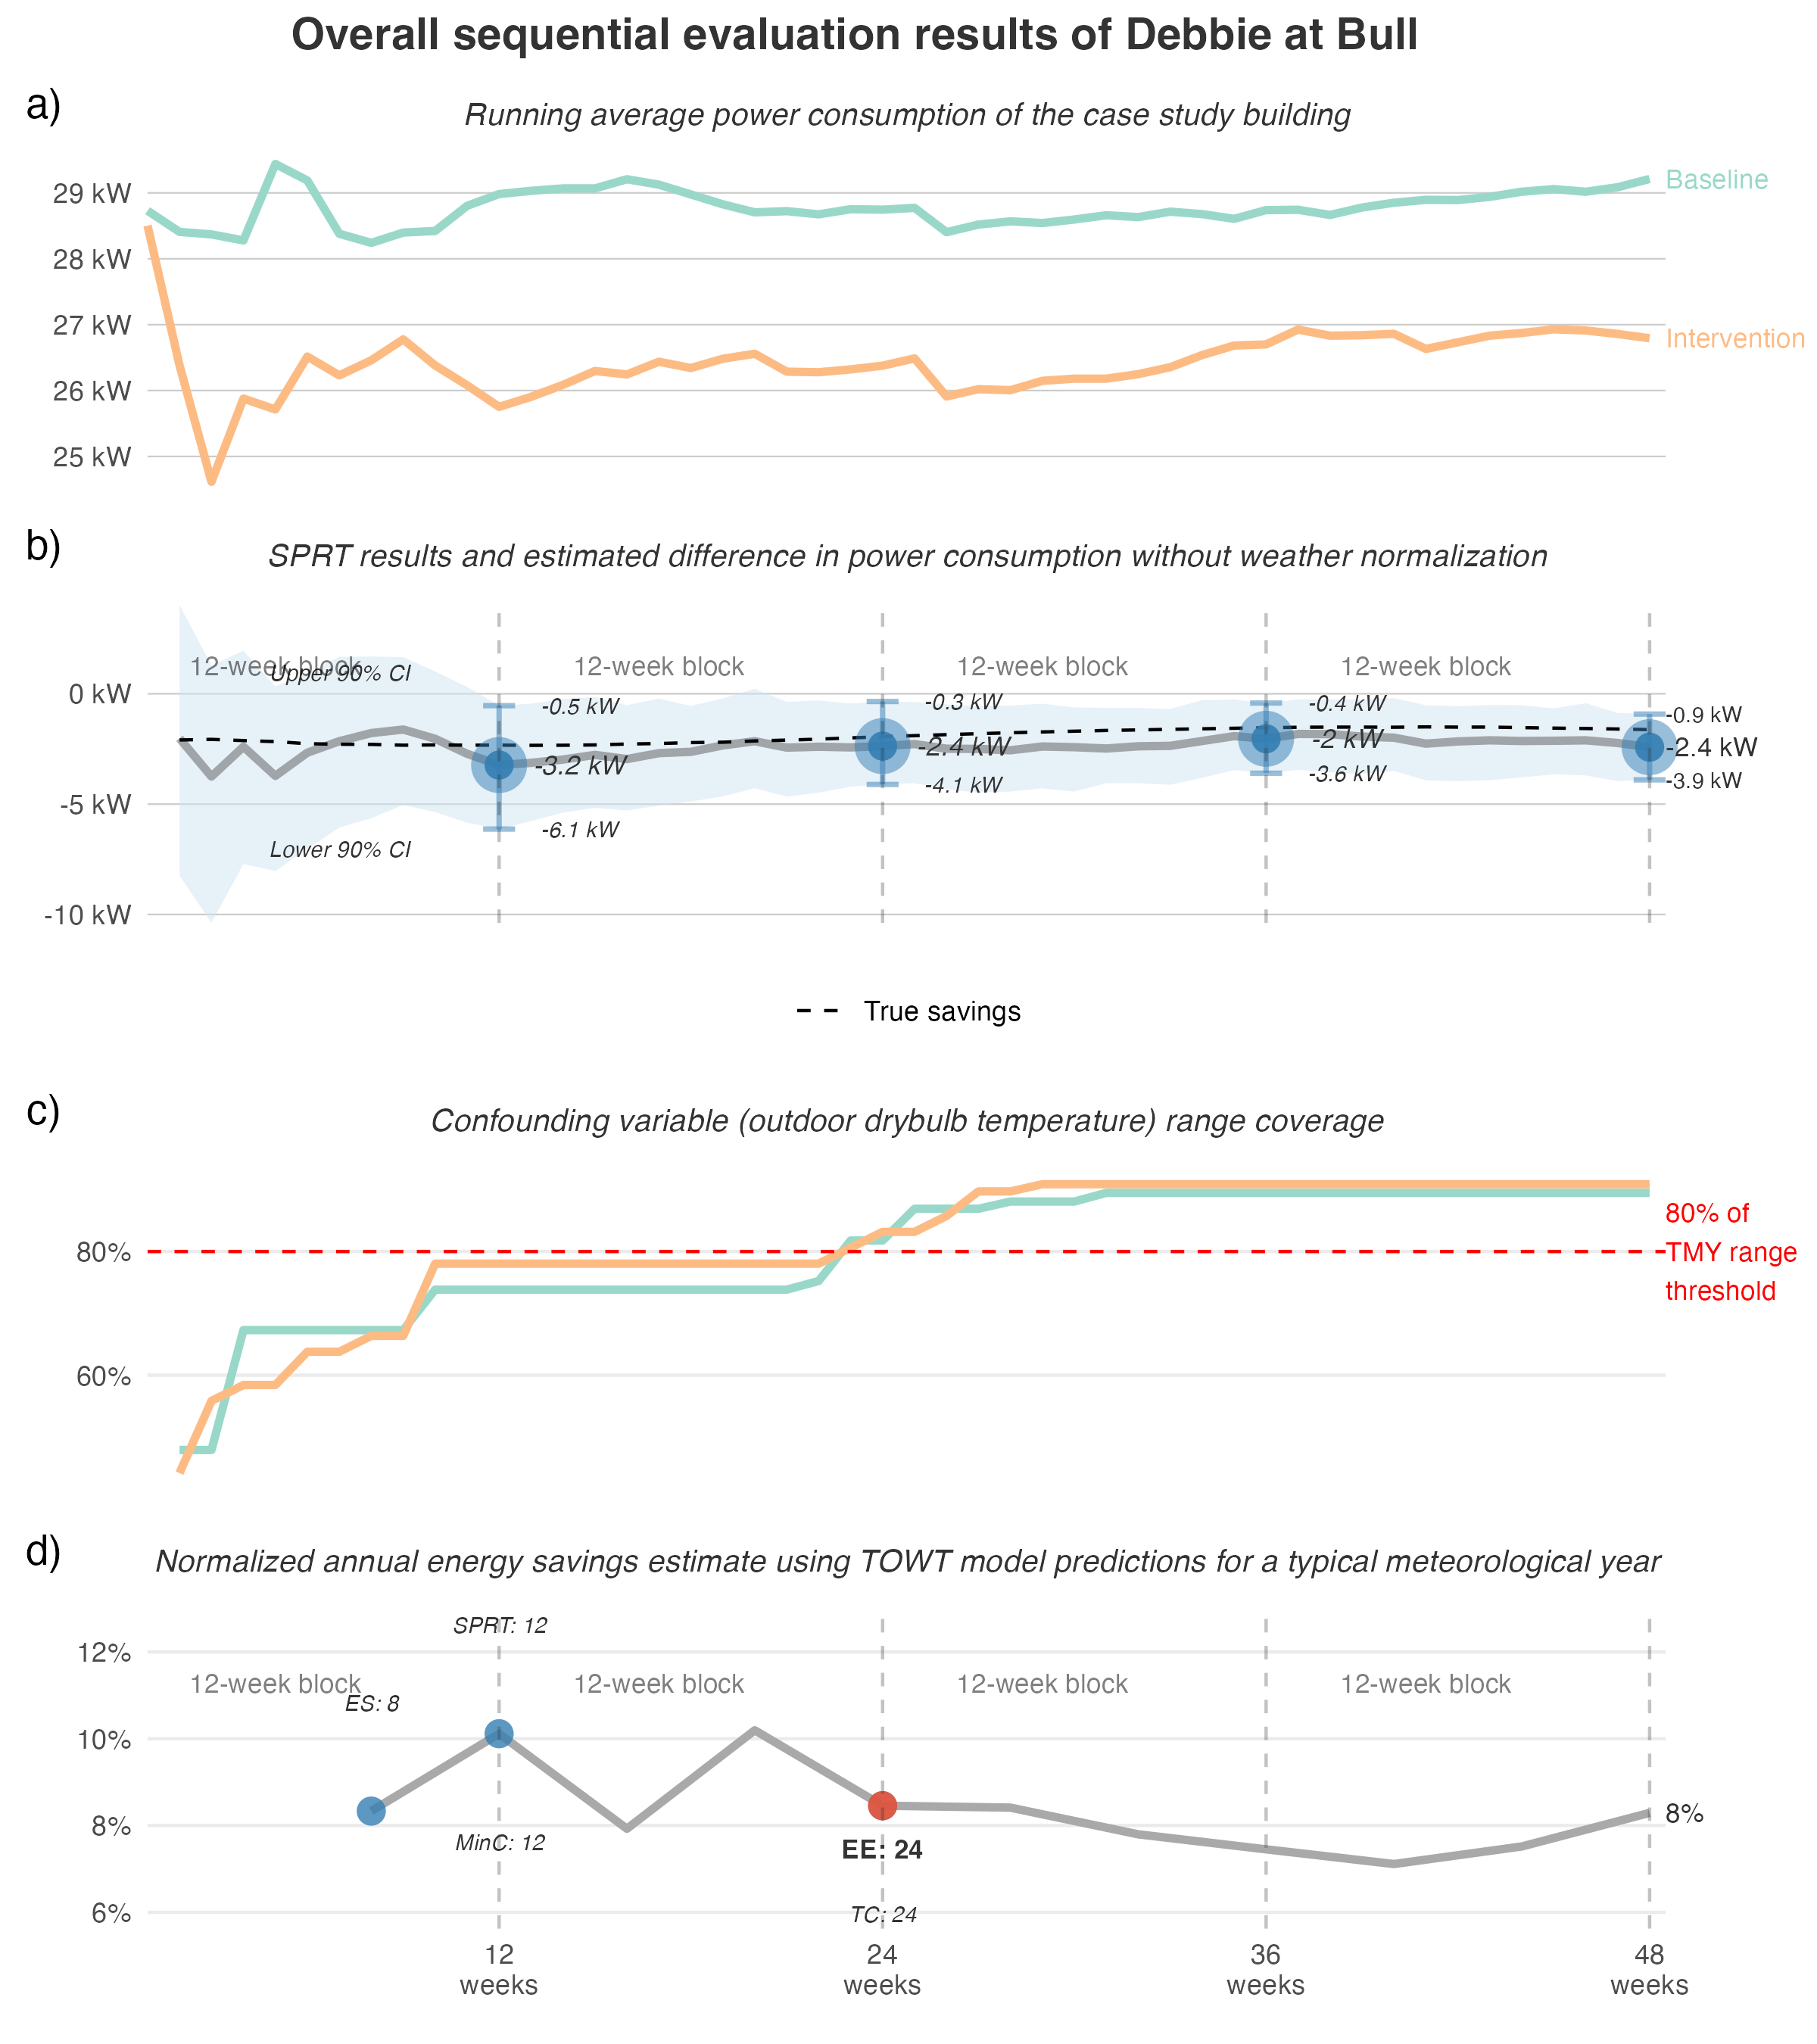 Overall sequential evaluation results of Debbie at Bull
a)
Running average power consumption of the case study building
29 kW
28 kW
27 kW
26 kW
25 kW
Baseline
Intervention
b)
SPRT results and estimated difference in power consumption without weather normalization
12-week block
12-week block
12-week block
12-week block
Upper 90% CI
Lower 90% CI
0 kW
-5 kW
-10 kW
-0.5 kW
-3.2 kW
-6.1 kW
-0.3 kW
-2.4 kW
-4.1 kW
-0.4 kW
-2 kW
-3.6 kW
-0.9 kW
-2.4 kW
-3.9 kW
True savings
c)
Confounding variable (outdoor drybulb temperature) range coverage
80%
60%
80% of
TMY range
threshold
d)
Normalized annual energy savings estimate using TOWT model predictions for a typical meteorological year
SPRT: 12
12%
10%
8%
6%
12-week block
12-week block
12-week block
12-week block
ES: 8
MinC: 12
EE: 24
TC: 24
8%
12
weeks
24
weeks
36
weeks
48
weeks